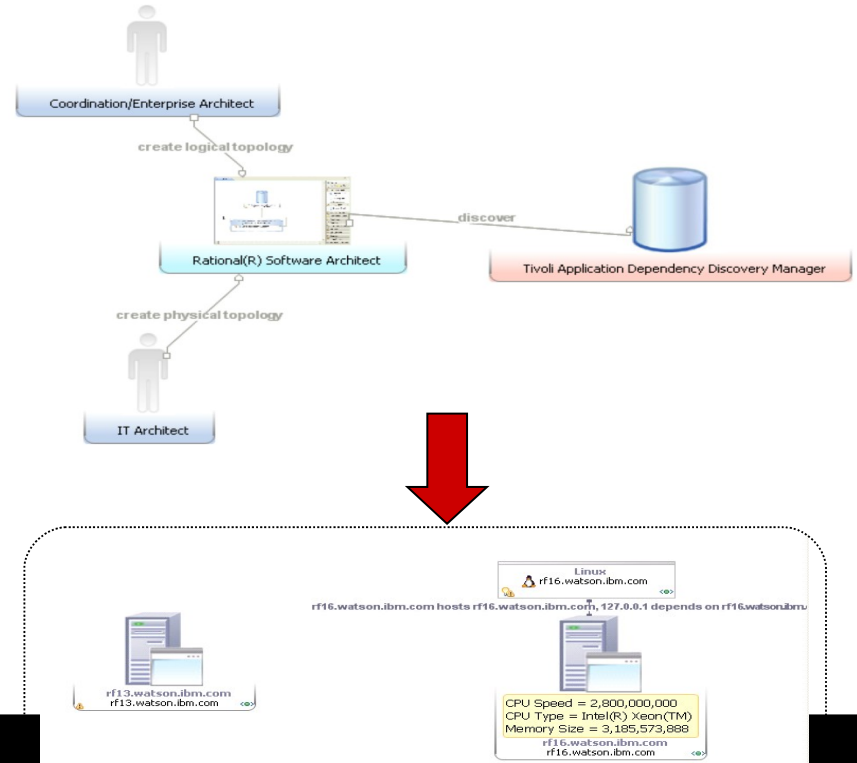 Coordination/Enterprise Architect
create logical topology
discover
Rational(R) Software Architect
Tivoli Application Dependency Discovery Manager
create physical topology
IT Architect
Linux
rf16.watson.ibm.com
rf16.watson.ibm.com hosts rf16.watson.ibm.com, 127.0.0.1 depends on rf16.watson.ibm.
rf13.watson.ibm.com
rf13.watson.ibm.com
CPU Speed = 2,800,000,000
CPU Type = Intel(R) Xeon(TM)
Memory Size = 3,185,573,888
rf16.watson.ibm.com
rf16.watson.ibm.com